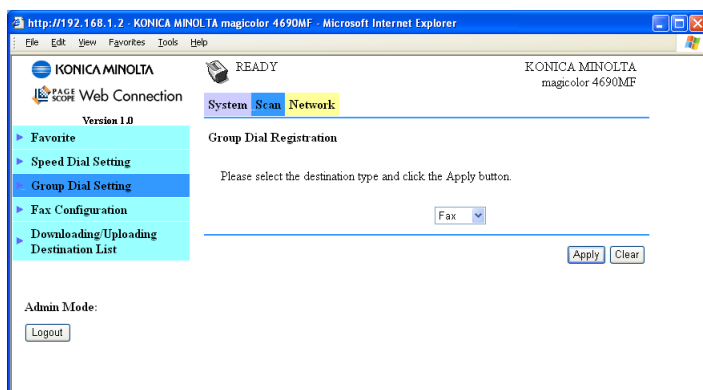 http://192.168.1.2 - KONICA MINOLTA magicolor 4690MF - Microsoft Internet Explorer
File Edit View Favorites Tools Help
KONICA MINOLTA
PAGE SCOPE Web Connection
Version 1.0
READY
KONICA MINOLTA
magicolor 4690MF
System Scan Network
Favorite
Speed Dial Setting
Group Dial Setting
Fax Configuration
Downloading/Uploading
Destination List
Admin Mode:
Logout
Group Dial Registration
Please select the destination type and click the Apply button.
Fax
Apply Clear